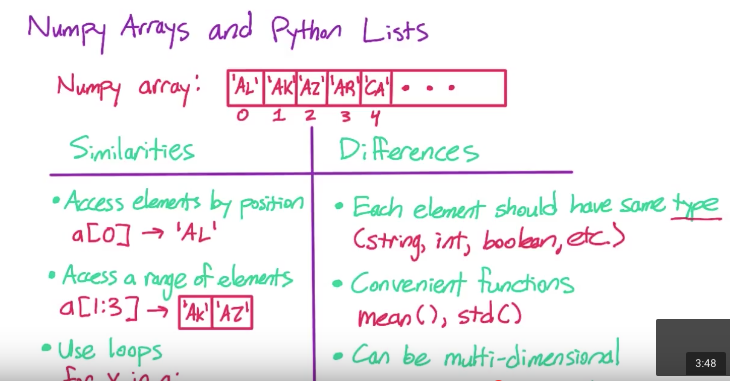 Numpy Arrays and Python Lists
Numpy array: 'AL' 'AK' 'AZ' 'AR' 'CA' • • •
0 1 2 3 4
Similarities
• Access elements by position
a[0] → 'AL'
• Access a range of elements
a[1:3] → 'AK' 'AZ'
• Use loops
for x in a:
Differences
• Each element should have same type
(string, int, boolean, etc.)
• Convenient functions
mean(), std()
• Can be multi-dimensional
3:48